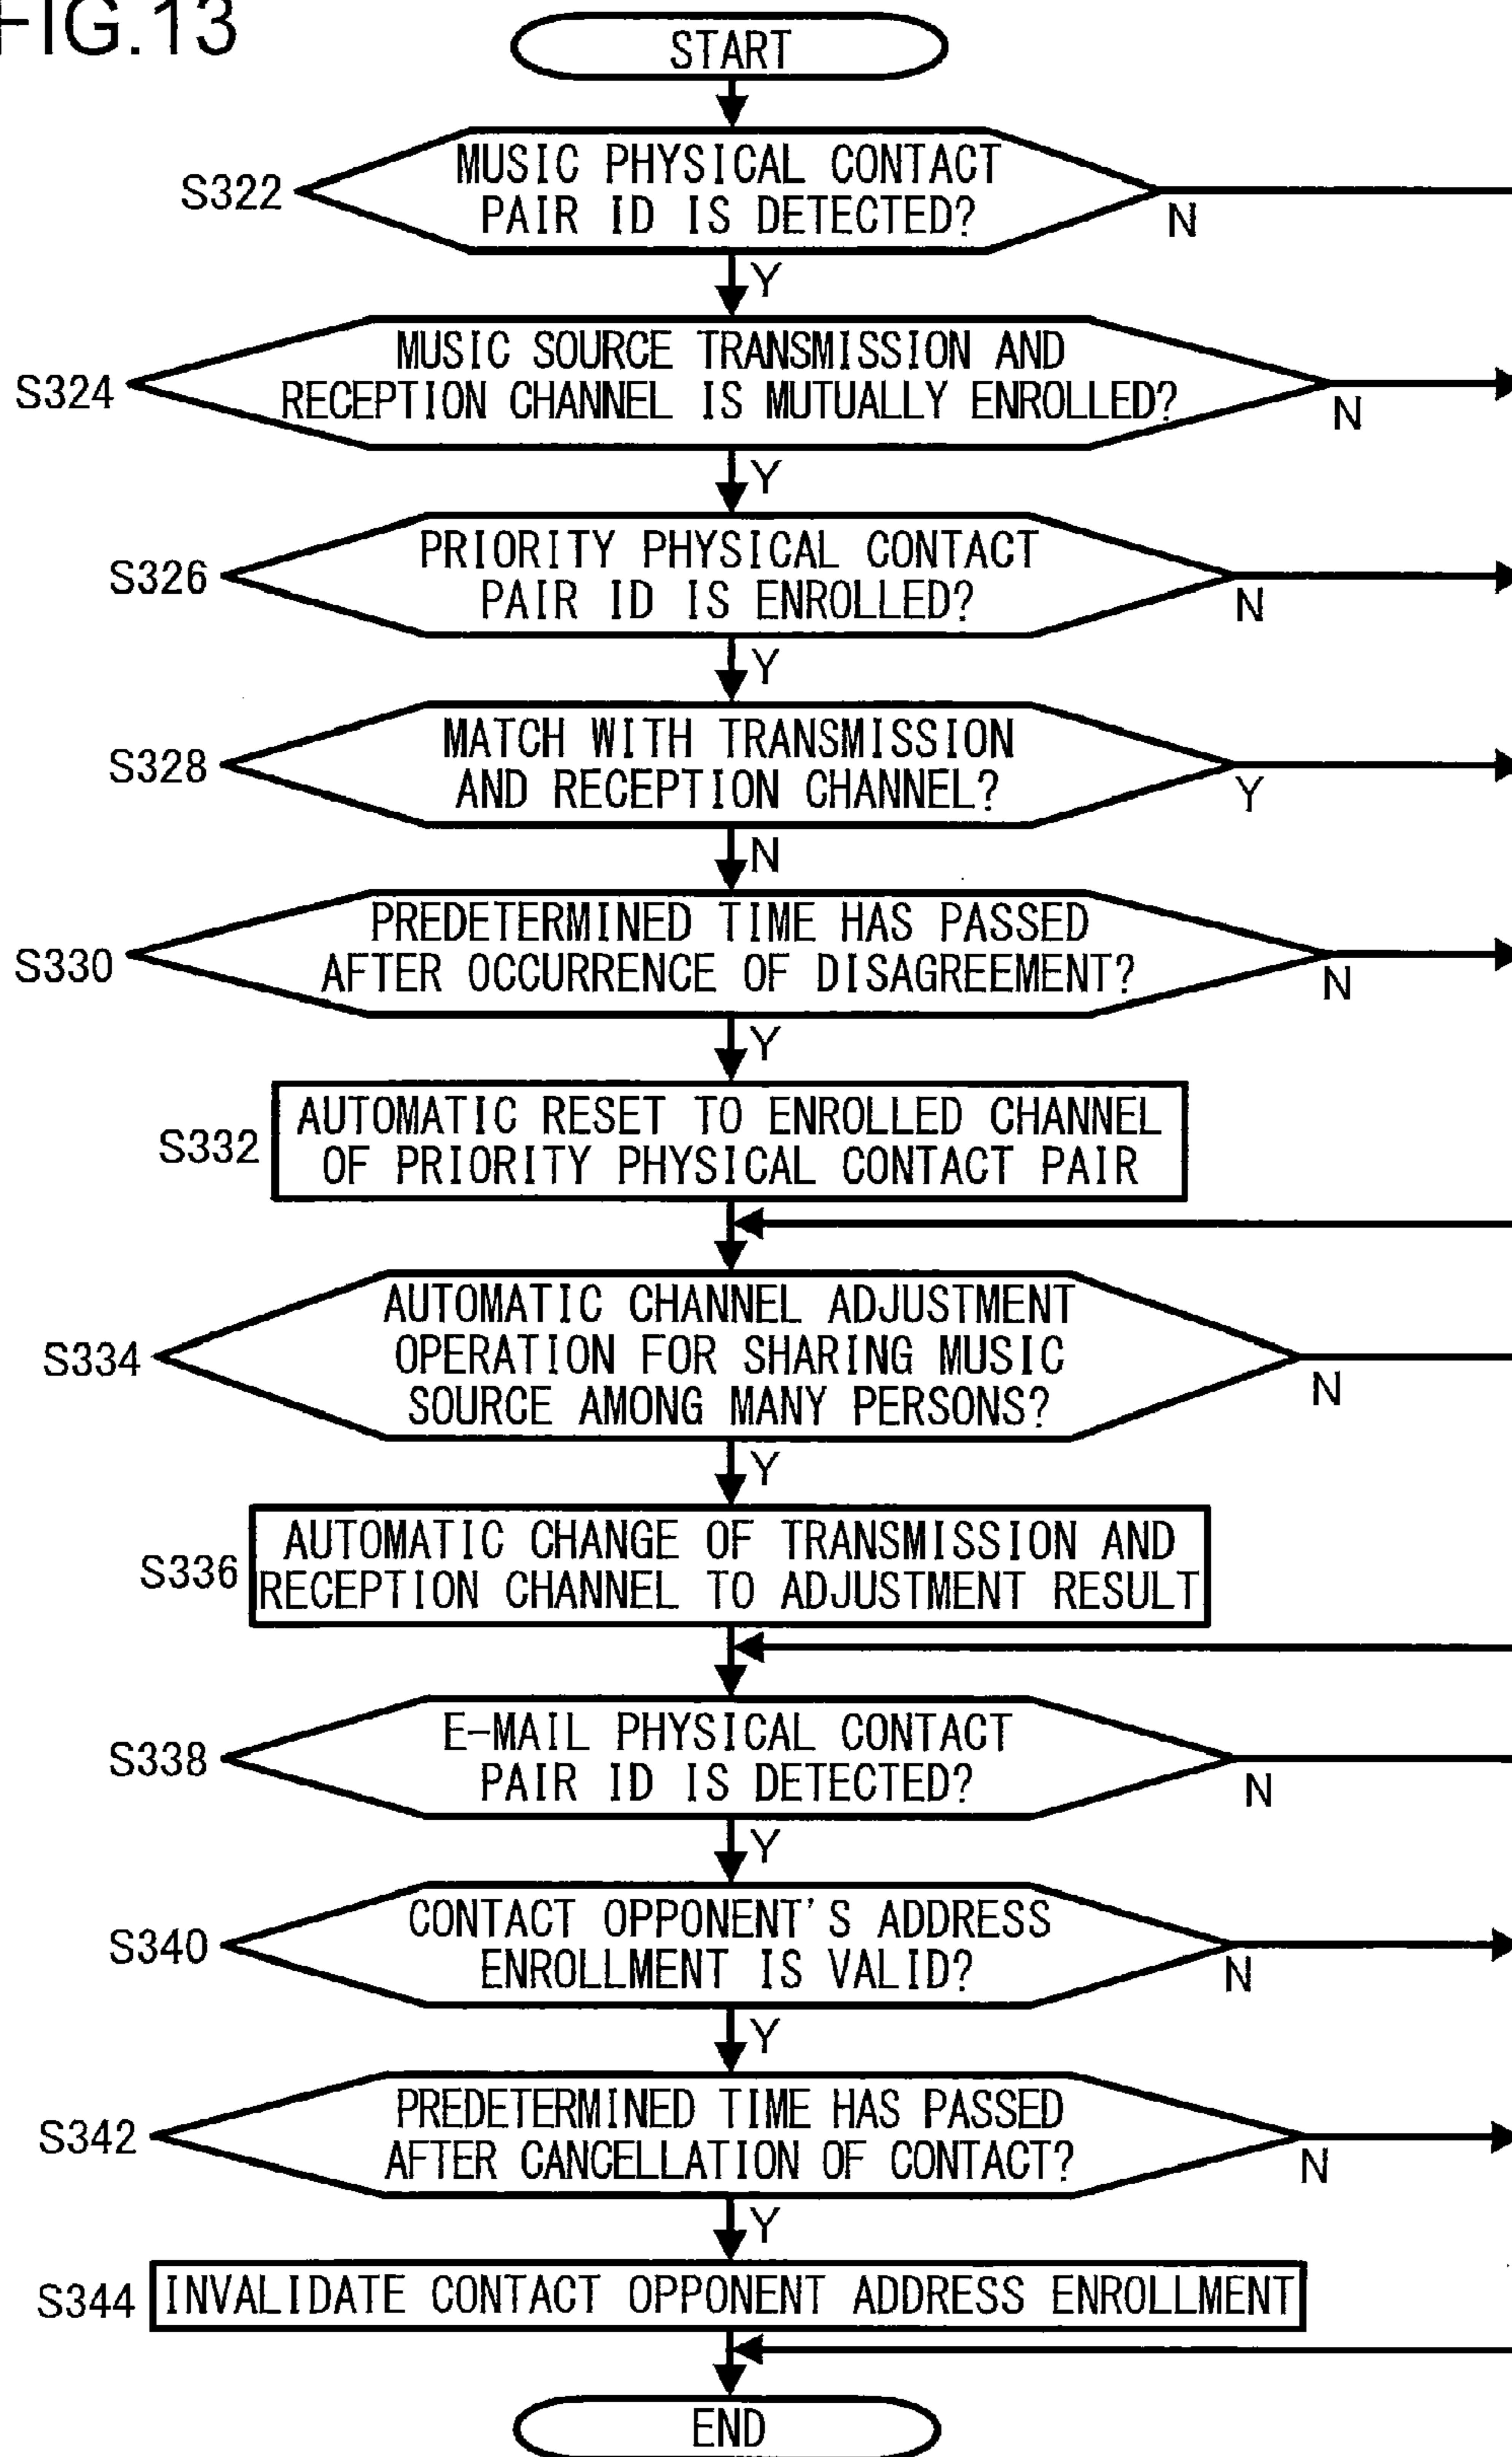 FIG.13
START
S322
MUSIC PHYSICAL CONTACT
PAIR ID IS DETECTED?
N
Y
S324
MUSIC SOURCE TRANSMISSION AND
RECEPTION CHANNEL IS MUTUALLY ENROLLED?
N
Y
S326
PRIORITY PHYSICAL CONTACT
PAIR ID IS ENROLLED?
N
Y
S328
MATCH WITH TRANSMISSION
AND RECEPTION CHANNEL?
Y
N
S330
PREDETERMINED TIME HAS PASSED
AFTER OCCURRENCE OF DISAGREEMENT?
N
Y
S332
AUTOMATIC RESET TO ENROLLED CHANNEL
OF PRIORITY PHYSICAL CONTACT PAIR
S334
AUTOMATIC CHANNEL ADJUSTMENT
OPERATION FOR SHARING MUSIC
SOURCE AMONG MANY PERSONS?
N
Y
S336
AUTOMATIC CHANGE OF TRANSMISSION AND
RECEPTION CHANNEL TO ADJUSTMENT RESULT
S338
E-MAIL PHYSICAL CONTACT
PAIR ID IS DETECTED?
N
Y
S340
CONTACT OPPONENT'S ADDRESS
ENROLLMENT IS VALID?
N
Y
S342
PREDETERMINED TIME HAS PASSED
AFTER CANCELLATION OF CONTACT?
N
Y
S344
INVALIDATE CONTACT OPPONENT ADDRESS ENROLLMENT
END